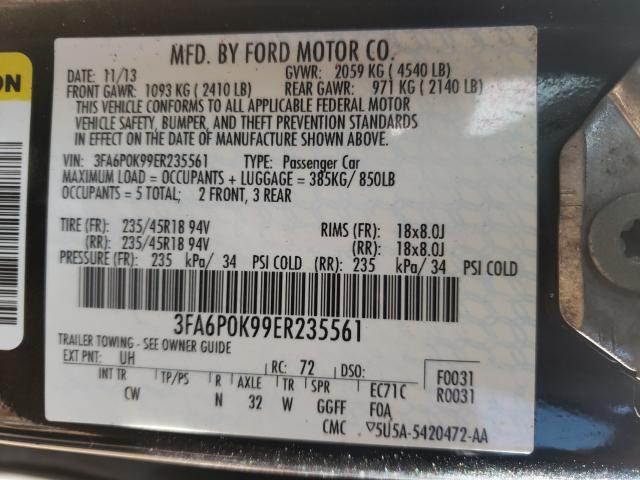 ON
MFD. BY FORD MOTOR CO.
DATE: 11/13 GVWR: 2059 KG (4540 LB)
FRONT GAWR: 1093 KG (2410 LB) REAR GAWR: 971 KG (2140 LB)
THIS VEHICLE CONFORMS TO ALL APPLICABLE FEDERAL MOTOR
VEHICLE SAFETY, BUMPER, AND THEFT PREVENTION STANDARDS
IN EFFECT ON THE DATE OF MANUFACTURE SHOWN ABOVE.
VIN: 3FA6P0K99ER235561 TYPE: Passenger Car
MAXIMUM LOAD = OCCUPANTS + LUGGAGE = 385KG/ 850LB
OCCUPANTS = 5 TOTAL; 2 FRONT, 3 REAR
TIRE (FR): 235/45R18 94V RIMS (FR): 18x8.0J
(RR): 235/45R18 94V (RR): 18x8.0J
PRESSURE (FR): 235 kPa/ 34 PSI COLD (RR): 235 kPa/ 34 PSI COLD
3FA6P0K99ER235561
TRAILER TOWING - SEE OWNER GUIDE
EXT PNT: UH RC: 72 DSO: F0031
INT TR TP/PS R AXLE TR SPR EC71C R0031
CW N 32 W GGFF FOA
CMC ▽5U5A-5420472-AA